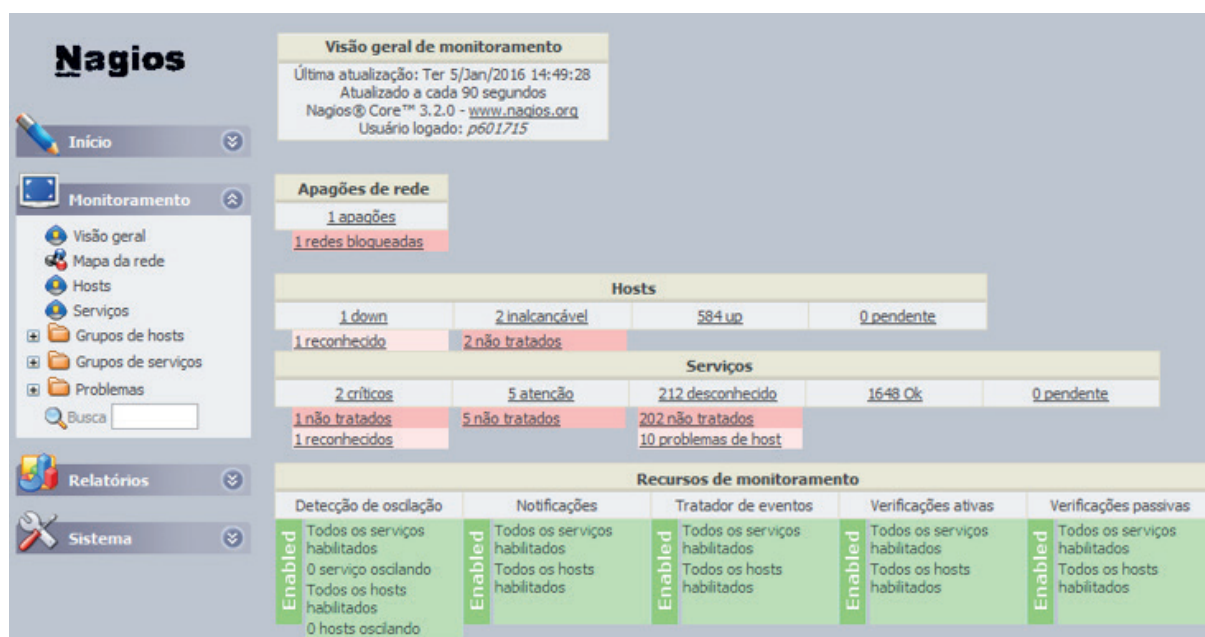 Nagios
Início
Monitoramento
Visão geral
Mapa da rede
Hosts
Serviços
Grupos de hosts
Grupos de serviços
Problemas
Busca
Relatórios
Sistema
Visão geral de monitoramento
Última atualização: Ter 5/Jan/2016 14:49:28
Atualizado a cada 90 segundos
Nagios® Core™ 3.2.0 - www.nagios.org
Usuário logado: p601715
Apagões de rede
1 apagões
1 redes bloqueadas
Hosts
1 down 2 inalcancável 584 up 0 pendente
1 reconhecido 2 não tratados
Serviços
2 críticos 5 atenção 212 desconhecido 1648 Ok 0 pendente
1 não tratados 5 não tratados 202 não tratados
1 reconhecidos 10 problemas de host
Recursos de monitoramento
Detecção de oscilação Notificações Tratador de eventos Verificações ativas Verificações passivas
Enabled
Todos os serviços
habilitados
0 serviço oscilando
Todos os hosts
habilitados
0 hosts oscilando
Enabled
Todos os serviços
habilitados
Todos os hosts
habilitados
Enabled
Todos os serviços
habilitados
Todos os hosts
habilitados
Enabled
Todos os serviços
habilitados
Todos os hosts
habilitados
Enabled
Todos os serviços
habilitados
Todos os hosts
habilitados